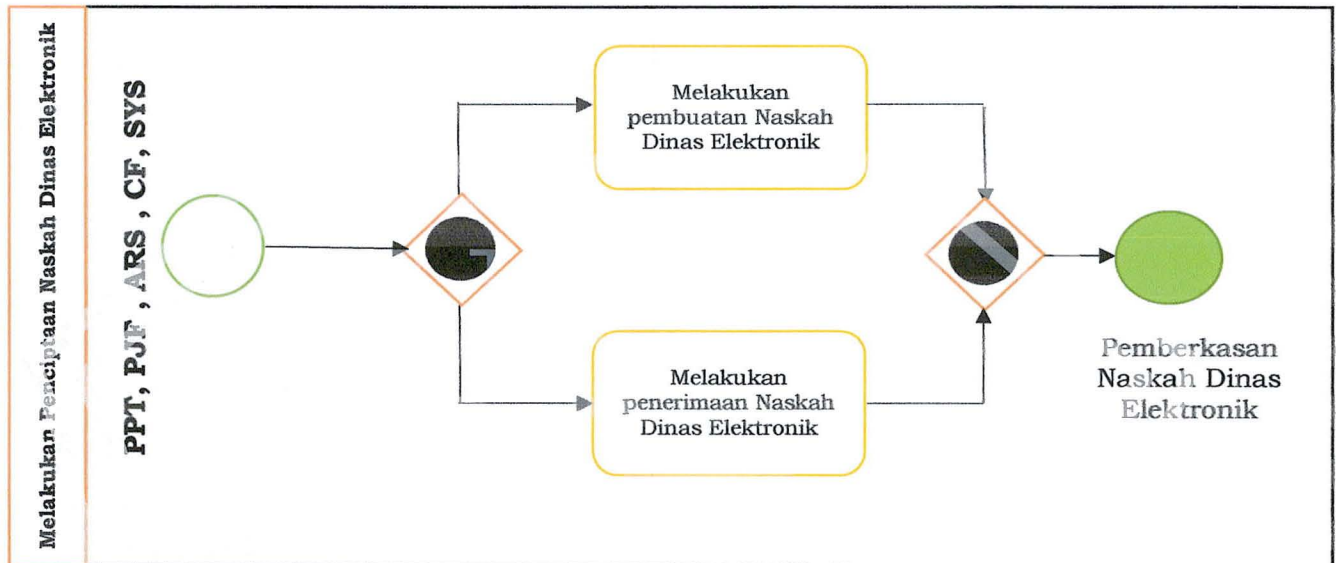 Melakukan Penciptaan Naskah Dinas Elektronik
PPT, PJF , ARS , CF, SYS
Melakukan
pembuatan Naskah
Dinas Elektronik
Melakukan
penerimaan Naskah
Dinas Elektronik
Pemberkasan
Naskah Dinas
Elektronik